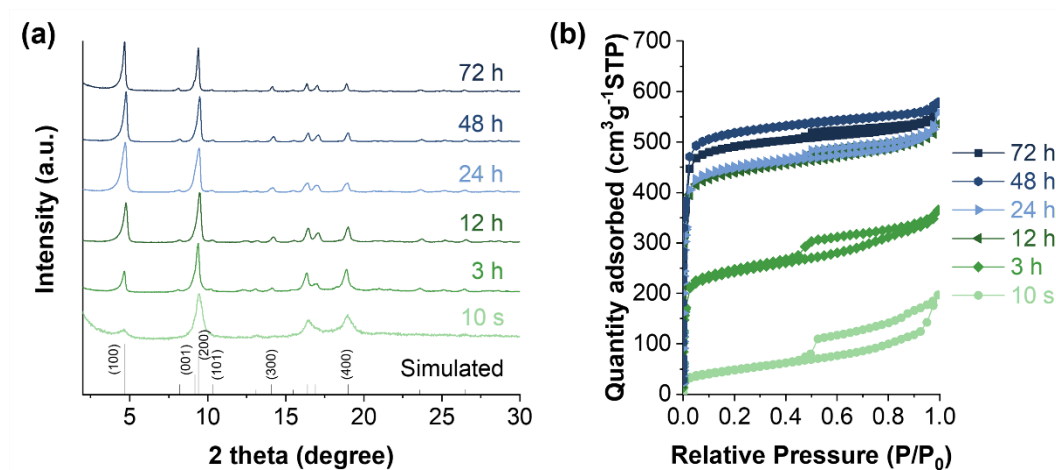 (a)
Intensity (a.u.)
72 h
48 h
24 h
12 h
3 h
10 s
Simulated
(100)
(001)
(200)
(101)
(300)
(400)
5 10 15 20 25 30
2 theta (degree)
(b)
Quantity adsorbed (cm³g⁻¹STP)
700
600
500
400
300
200
100
0
0.0 0.2 0.4 0.6 0.8 1.0
Relative Pressure (P/P₀)
72 h
48 h
24 h
12 h
3 h
10 s